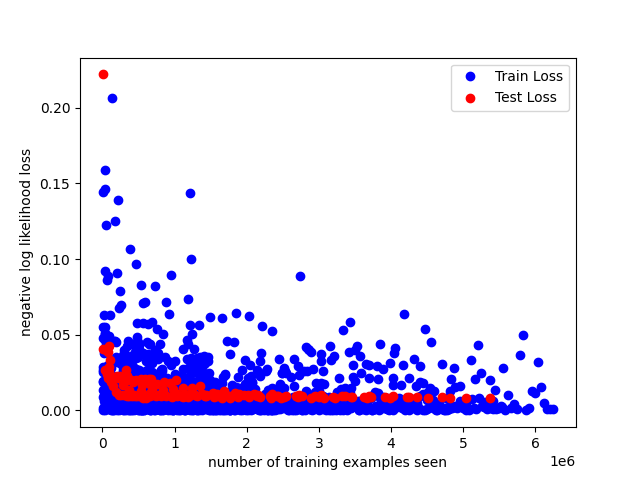 Train Loss
Test Loss
negative log likelihood loss
0.20
0.15
0.10
0.05
0.00
0 1 2 3 4 5 6
1e6
number of training examples seen